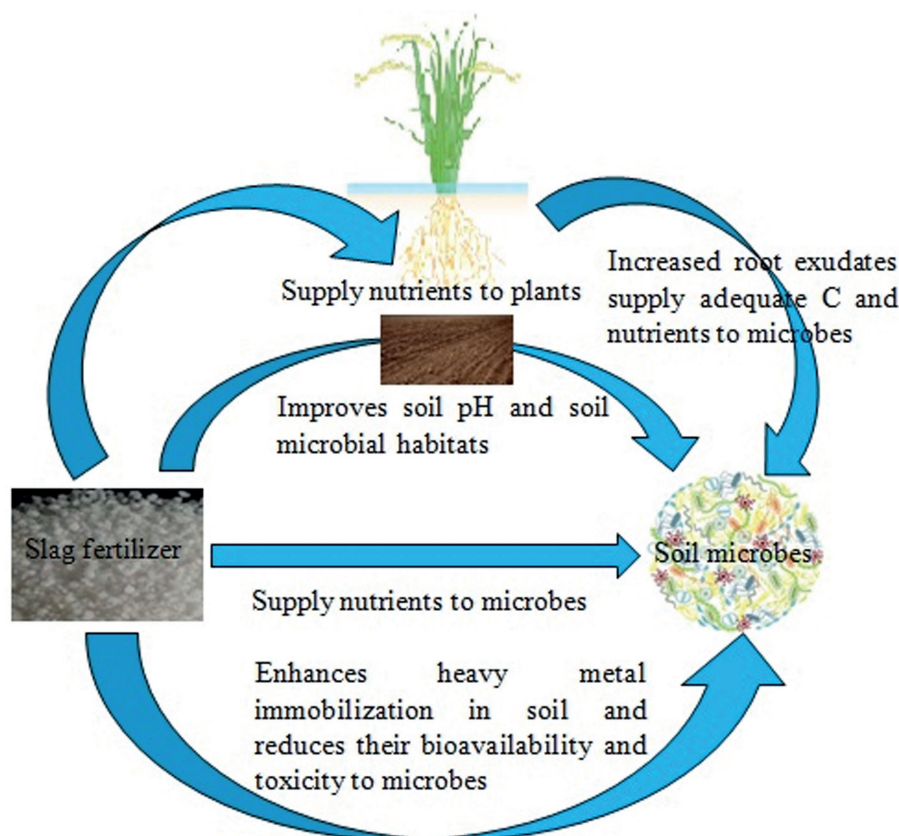 Increased root exudates
supply adequate C and
nutrients to microbes
Supply nutrients to plants
Improves soil pH and soil
microbial habitats
Slag fertilizer
Soil microbes
Supply nutrients to microbes
Enhances heavy metal
immobilization in soil and
reduces their bioavailability and
toxicity to microbes